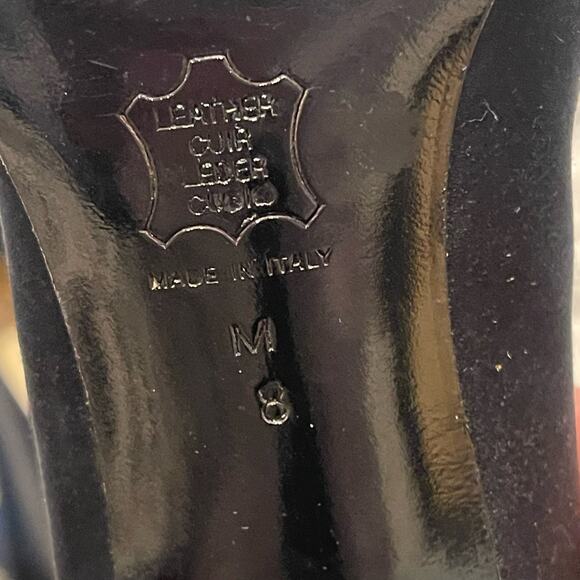 LEATHER
CUIR
LEDER
CUOIO
MADE IN ITALY
M
8